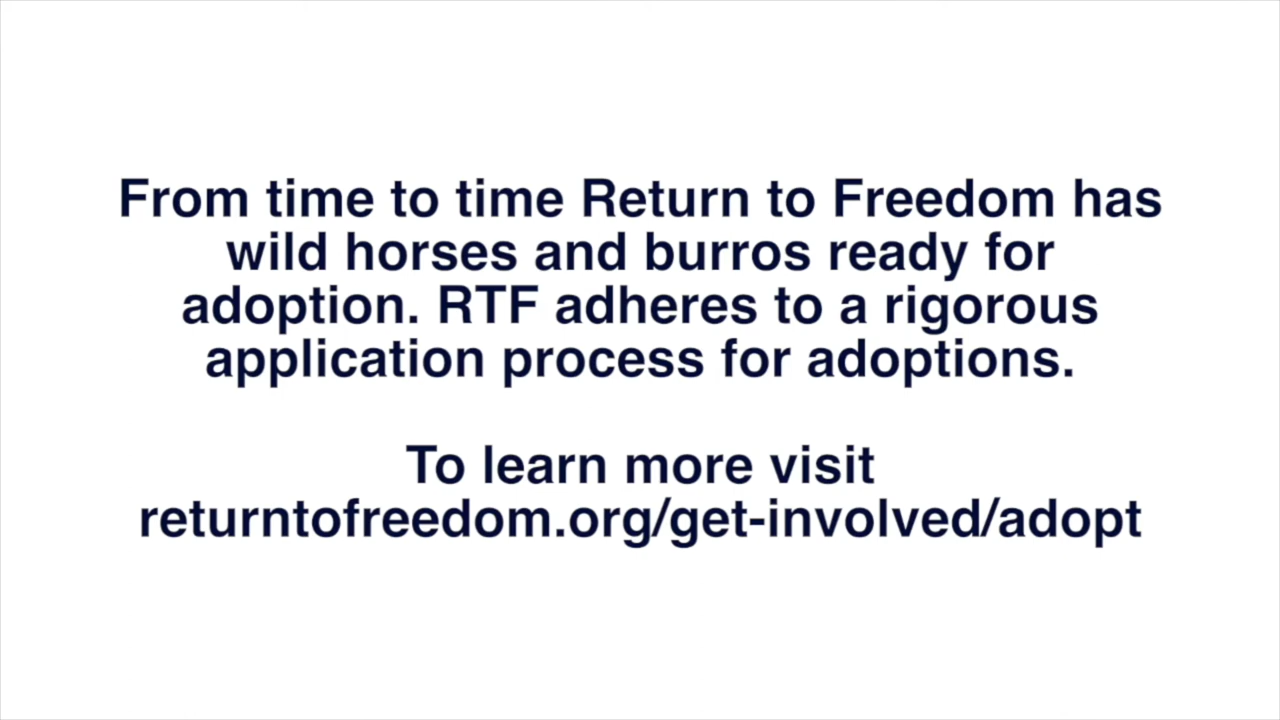 From time to time Return to Freedom has
wild horses and burros ready for
adoption. RTF adheres to a rigorous
application process for adoptions.
To learn more visit
returntofreedom.org/get-involved/adopt